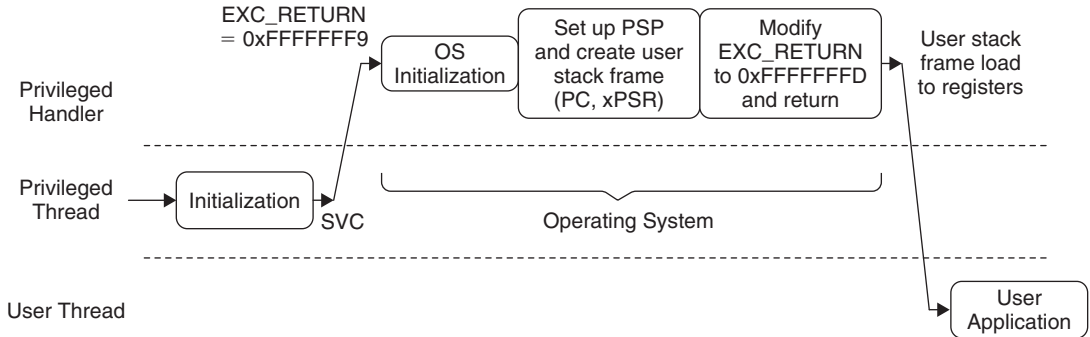 EXC_RETURN
= 0xFFFFFFF9
OS
Initialization
Set up PSP
and create user
stack frame
(PC, xPSR)
Modify
EXC_RETURN
to 0xFFFFFFFD
and return
User stack
frame load
to registers
Privileged
Handler
Privileged
Thread
Initialization
SVC
Operating System
User Thread
User
Application